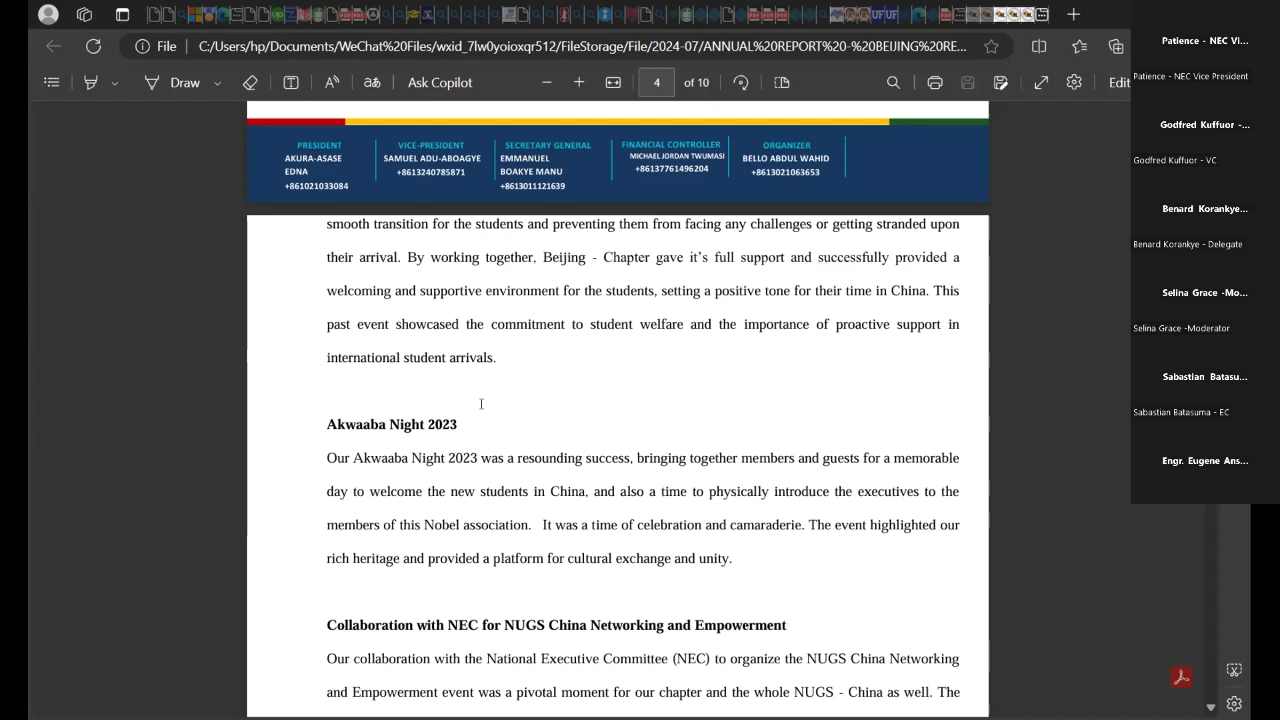 File C:/Users/hp/Documents/WeChat%20Files/wxid_7lw0yoioxqr512/FileStorage/File/2024-07/ANNUAL%20REPORT%20-%20BEIJING%20RE...
Draw aあ Ask Copilot 4 of 10 Edit
PRESIDENT
AKURA-ASASE
EDNA
+861021033084
VICE-PRESIDENT
SAMUEL ADU-ABOAGYE
+8613240785871
SECRETARY GENERAL
EMMANUEL
BOAKYE MANU
+8613011121639
FINANCIAL CONTROLLER
MICHAEL JORDAN TWUMASI
+86137761496204
ORGANIZER
BELLO ABDUL WAHID
+8613021063653
smooth transition for the students and preventing them from facing any challenges or getting stranded upon
their arrival. By working together, Beijing - Chapter gave it's full support and successfully provided a
welcoming and supportive environment for the students, setting a positive tone for their time in China. This
past event showcased the commitment to student welfare and the importance of proactive support in
international student arrivals.
Akwaaba Night 2023
Our Akwaaba Night 2023 was a resounding success, bringing together members and guests for a memorable
day to welcome the new students in China, and also a time to physically introduce the executives to the
members of this Nobel association. It was a time of celebration and camaraderie. The event highlighted our
rich heritage and provided a platform for cultural exchange and unity.
Collaboration with NEC for NUGS China Networking and Empowerment
Our collaboration with the National Executive Committee (NEC) to organize the NUGS China Networking
and Empowerment event was a pivotal moment for our chapter and the whole NUGS - China as well. The
Patience - NEC VI...
Patience - NEC Vice President
Godfred Kuffuor -...
Godfred Kuffuor - VC
Benard Korankye...
Benard Korankye - Delegate
Selina Grace -Mo...
Selina Grace -Moderator
Sabastian Batasu...
Sabastian Batasuma - EC
Engr. Eugene Ans...